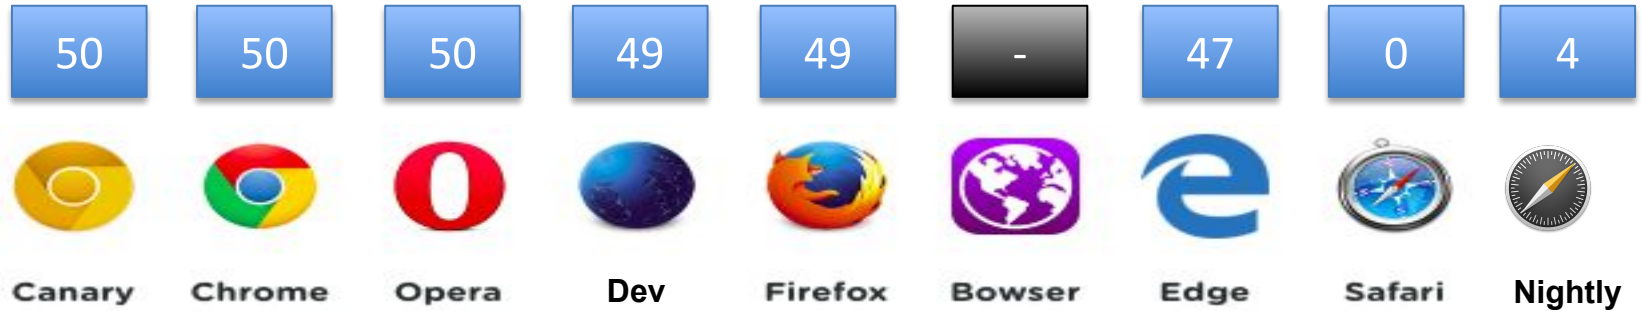 50 50 50 49 49 - 47 0 4
Canary Chrome Opera Dev Firefox Bowser Edge Safari Nightly